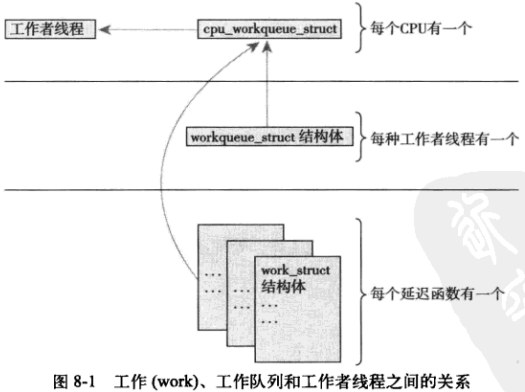 工作者线程
cpu_workqueue_struct
每个CPU有一个
workqueue_struct 结构体
每种工作者线程有一个
work_struct
结构体
...
...
...
...
...
...
每个延迟函数有一个
图 8-1 工作 (work)、工作队列和工作者线程之间的关系